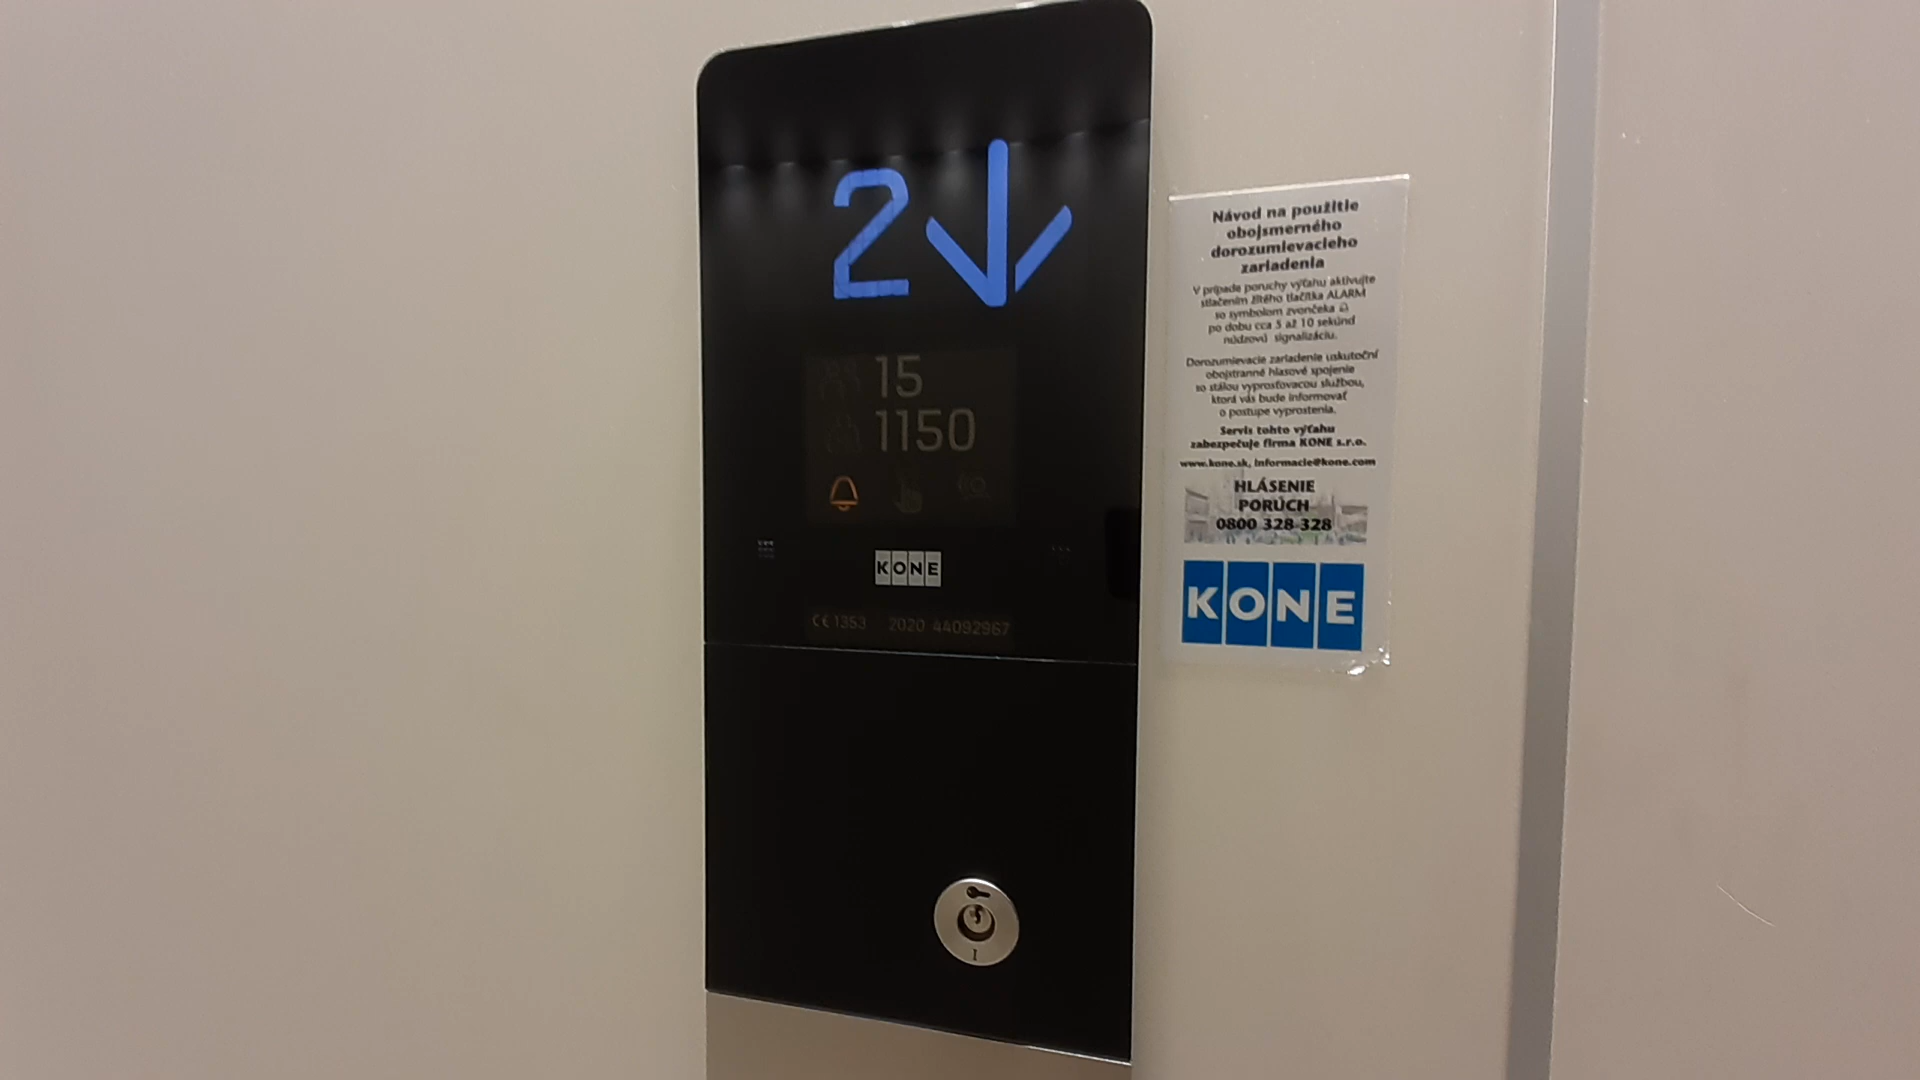 2
15
1150
KONE
CE 1353 2020 44092967
I
Návod na použitie
obojsmerného
dorozumievacieho
zariadenia
V prípade poruchy výťahu aktivujte
stlačením žltého tlačítka ALARM
so symbolom zvončeka
po dobu cca 5 až 10 sekúnd
núdzovú signalizáciu.
Dorozumievacie zariadenie uskutoční
obojstranné hlasové spojenie
so stálou vyprosťovacou službou,
ktorá vás bude informovať
o postupe vyprostenia.
Servis tohto výťahu
zabezpečuje firma KONE s.r.o.
www.kone.sk, informacie@kone.com
HLÁSENIE
PORÚCH
0800 328 328
KONE